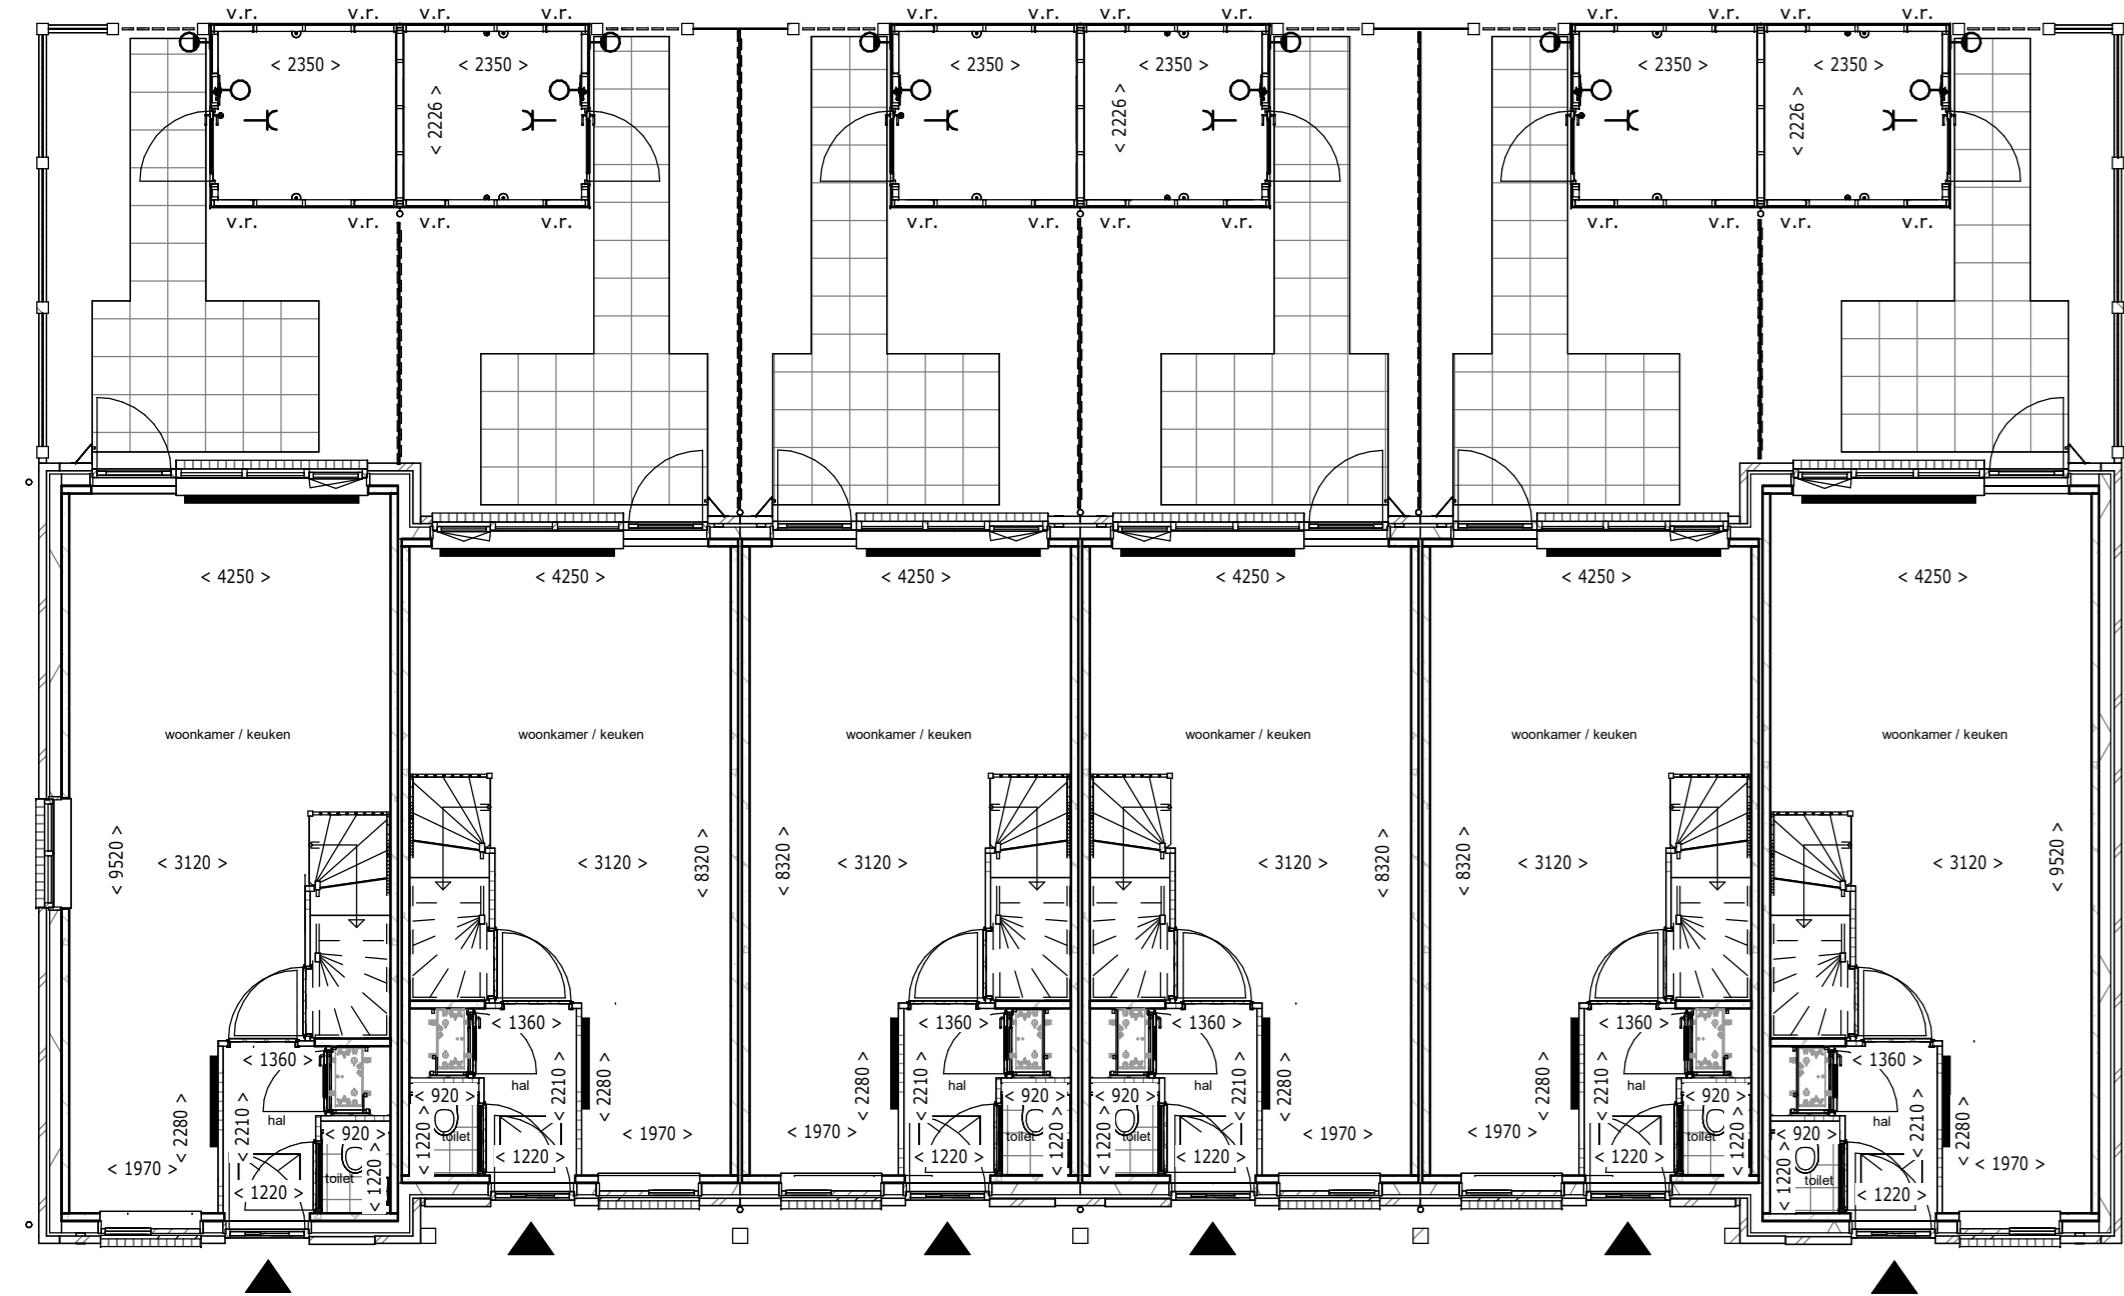 v.r. v.r. v.r. v.r. v.r. v.r. v.r. v.r. v.r. v.r. v.r. v.r.
< 2350 > < 2350 > < 2350 > < 2350 > < 2350 > < 2350 >
< 2226 > < 2226 > < 2226 >
v.r. v.r. v.r. v.r. v.r. v.r. v.r. v.r. v.r. v.r. v.r. v.r.
< 4250 > < 4250 > < 4250 > < 4250 > < 4250 > < 4250 >
woonkamer / keuken woonkamer / keuken woonkamer / keuken woonkamer / keuken woonkamer / keuken woonkamer / keuken
< 9520 > < 3120 > < 3120 > < 8320 > < 8320 > < 3120 > < 3120 > < 8320 > < 8320 > < 3120 > < 3120 > < 9520 >
< 1360 > < 1360 > < 1360 > < 1360 >
< 1360 > < 1360 >
hal hal hal hal
< 2210 > < 2280 > < 2280 > < 2210 > < 2210 > < 2280 > < 2280 > < 2210 >
< 920 > < 920 > < 920 > < 920 >
hal hal
< 2280 > < 2210 > < 2210 > < 2280 >
< 920 > < 920 >
< 1970 > < 1970 > < 1970 > < 1970 >
toilet toilet toilet toilet
< 1220 > < 1220 > < 1220 > < 1220 > < 1220 > < 1220 > < 1220 > < 1220 >
< 1970 > < 1970 >
toilet toilet
< 1220 > < 1220 > < 1220 > < 1220 >